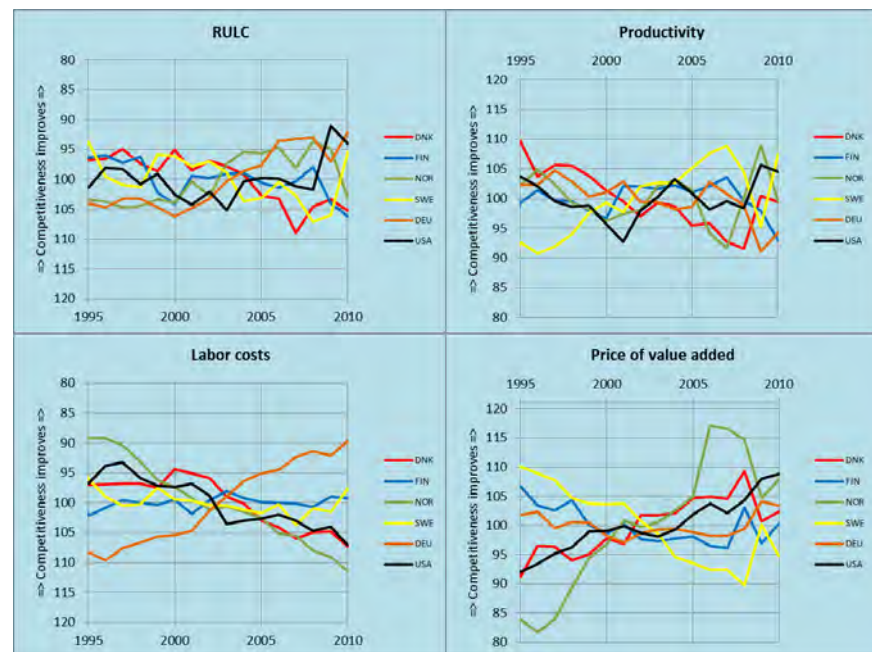 RULC
80
85
90
95
100
105
110
115
120
1995
2000
2005
2010
=> Competitiveness improves =>
DNK
FIN
NOR
SWE
DEU
USA
Productivity
1995
2000
2005
2010
120
115
110
105
100
95
90
85
80
=> Competitiveness improves =>
DNK
FIN
NOR
SWE
DEU
USA
Labor costs
80
85
90
95
100
105
110
115
120
1995
2000
2005
2010
=> Competitiveness improves =>
DNK
FIN
NOR
SWE
DEU
USA
Price of value added
1995
2000
2005
2010
120
115
110
105
100
95
90
85
80
=> Competitiveness improves =>
DNK
FIN
NOR
SWE
DEU
USA